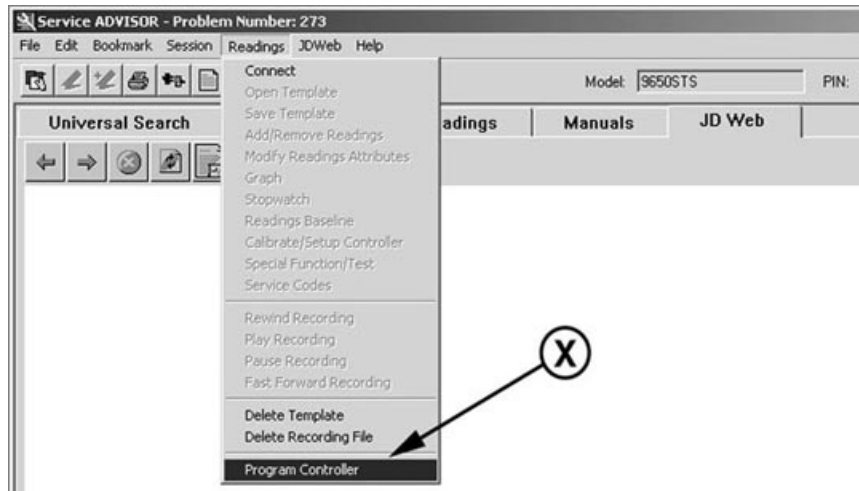 Service ADVISOR - Problem Number: 273
File Edit Bookmark Session Readings JDWeb Help
Model: 9650STS PIN:
Universal Search adings Manuals JD Web
Connect
Open Template
Save Template
Add/Remove Readings
Modify Readings Attributes
Graph
Stopwatch
Readings Baseline
Calibrate/Setup Controller
Special Function/Test
Service Codes
Rewind Recording
Play Recording
Pause Recording
Fast Forward Recording
Delete Template
Delete Recording File
Program Controller
X